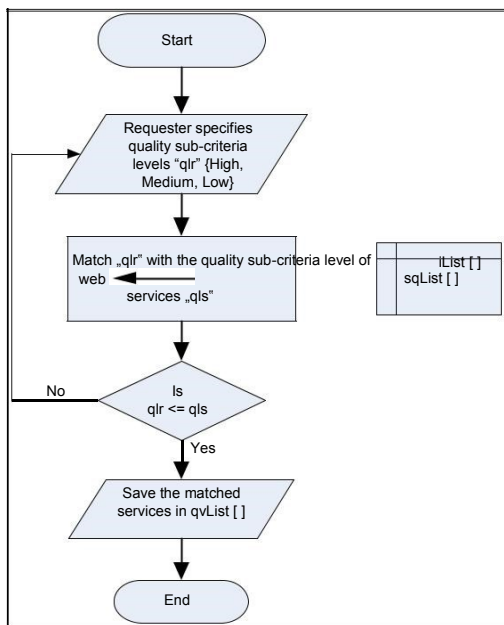 Start
Requester specifies
quality sub-criteria
levels “qlr” {High,
Medium, Low}
Match „qlr” with the quality sub-criteria level of
web
services „qls”
iList [ ]
sqList [ ]
Is
qlr <= qls
No
Yes
Save the matched
services in qvList [ ]
End